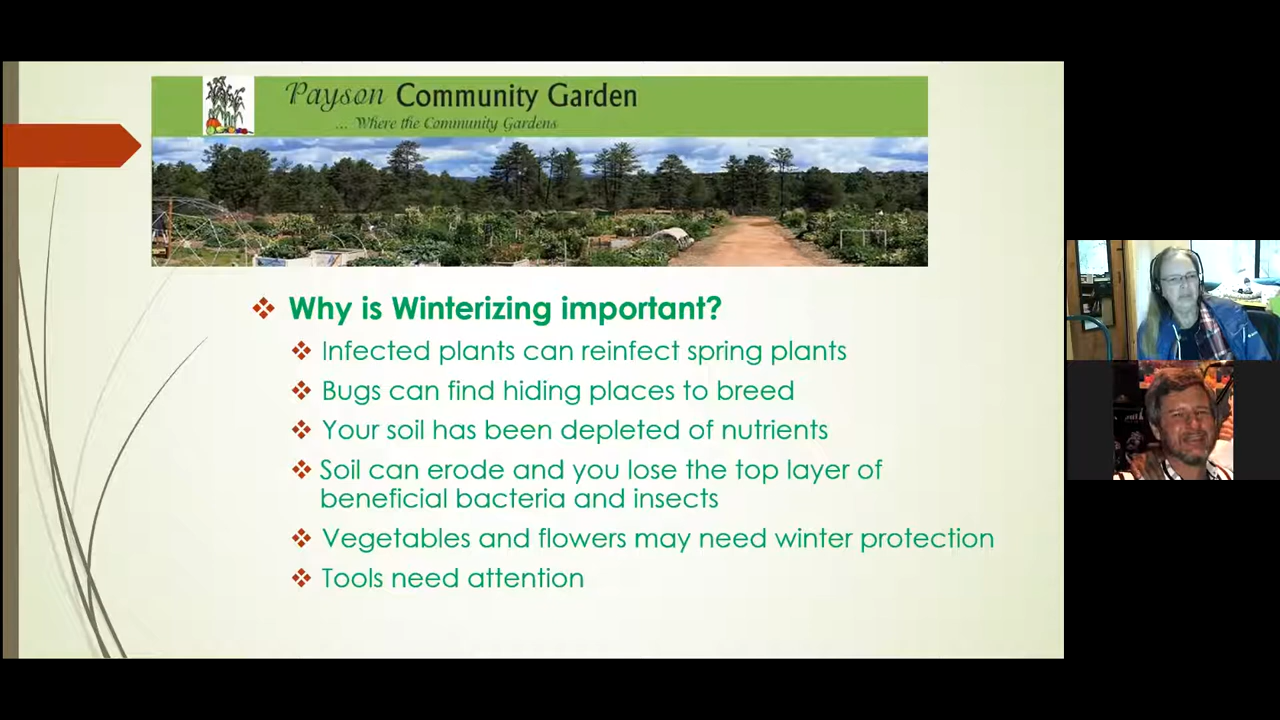 Payson Community Garden
... Where the Community Gardens
Why is Winterizing important?
Infected plants can reinfect spring plants
Bugs can find hiding places to breed
Your soil has been depleted of nutrients
Soil can erode and you lose the top layer of
beneficial bacteria and insects
Vegetables and flowers may need winter protection
Tools need attention